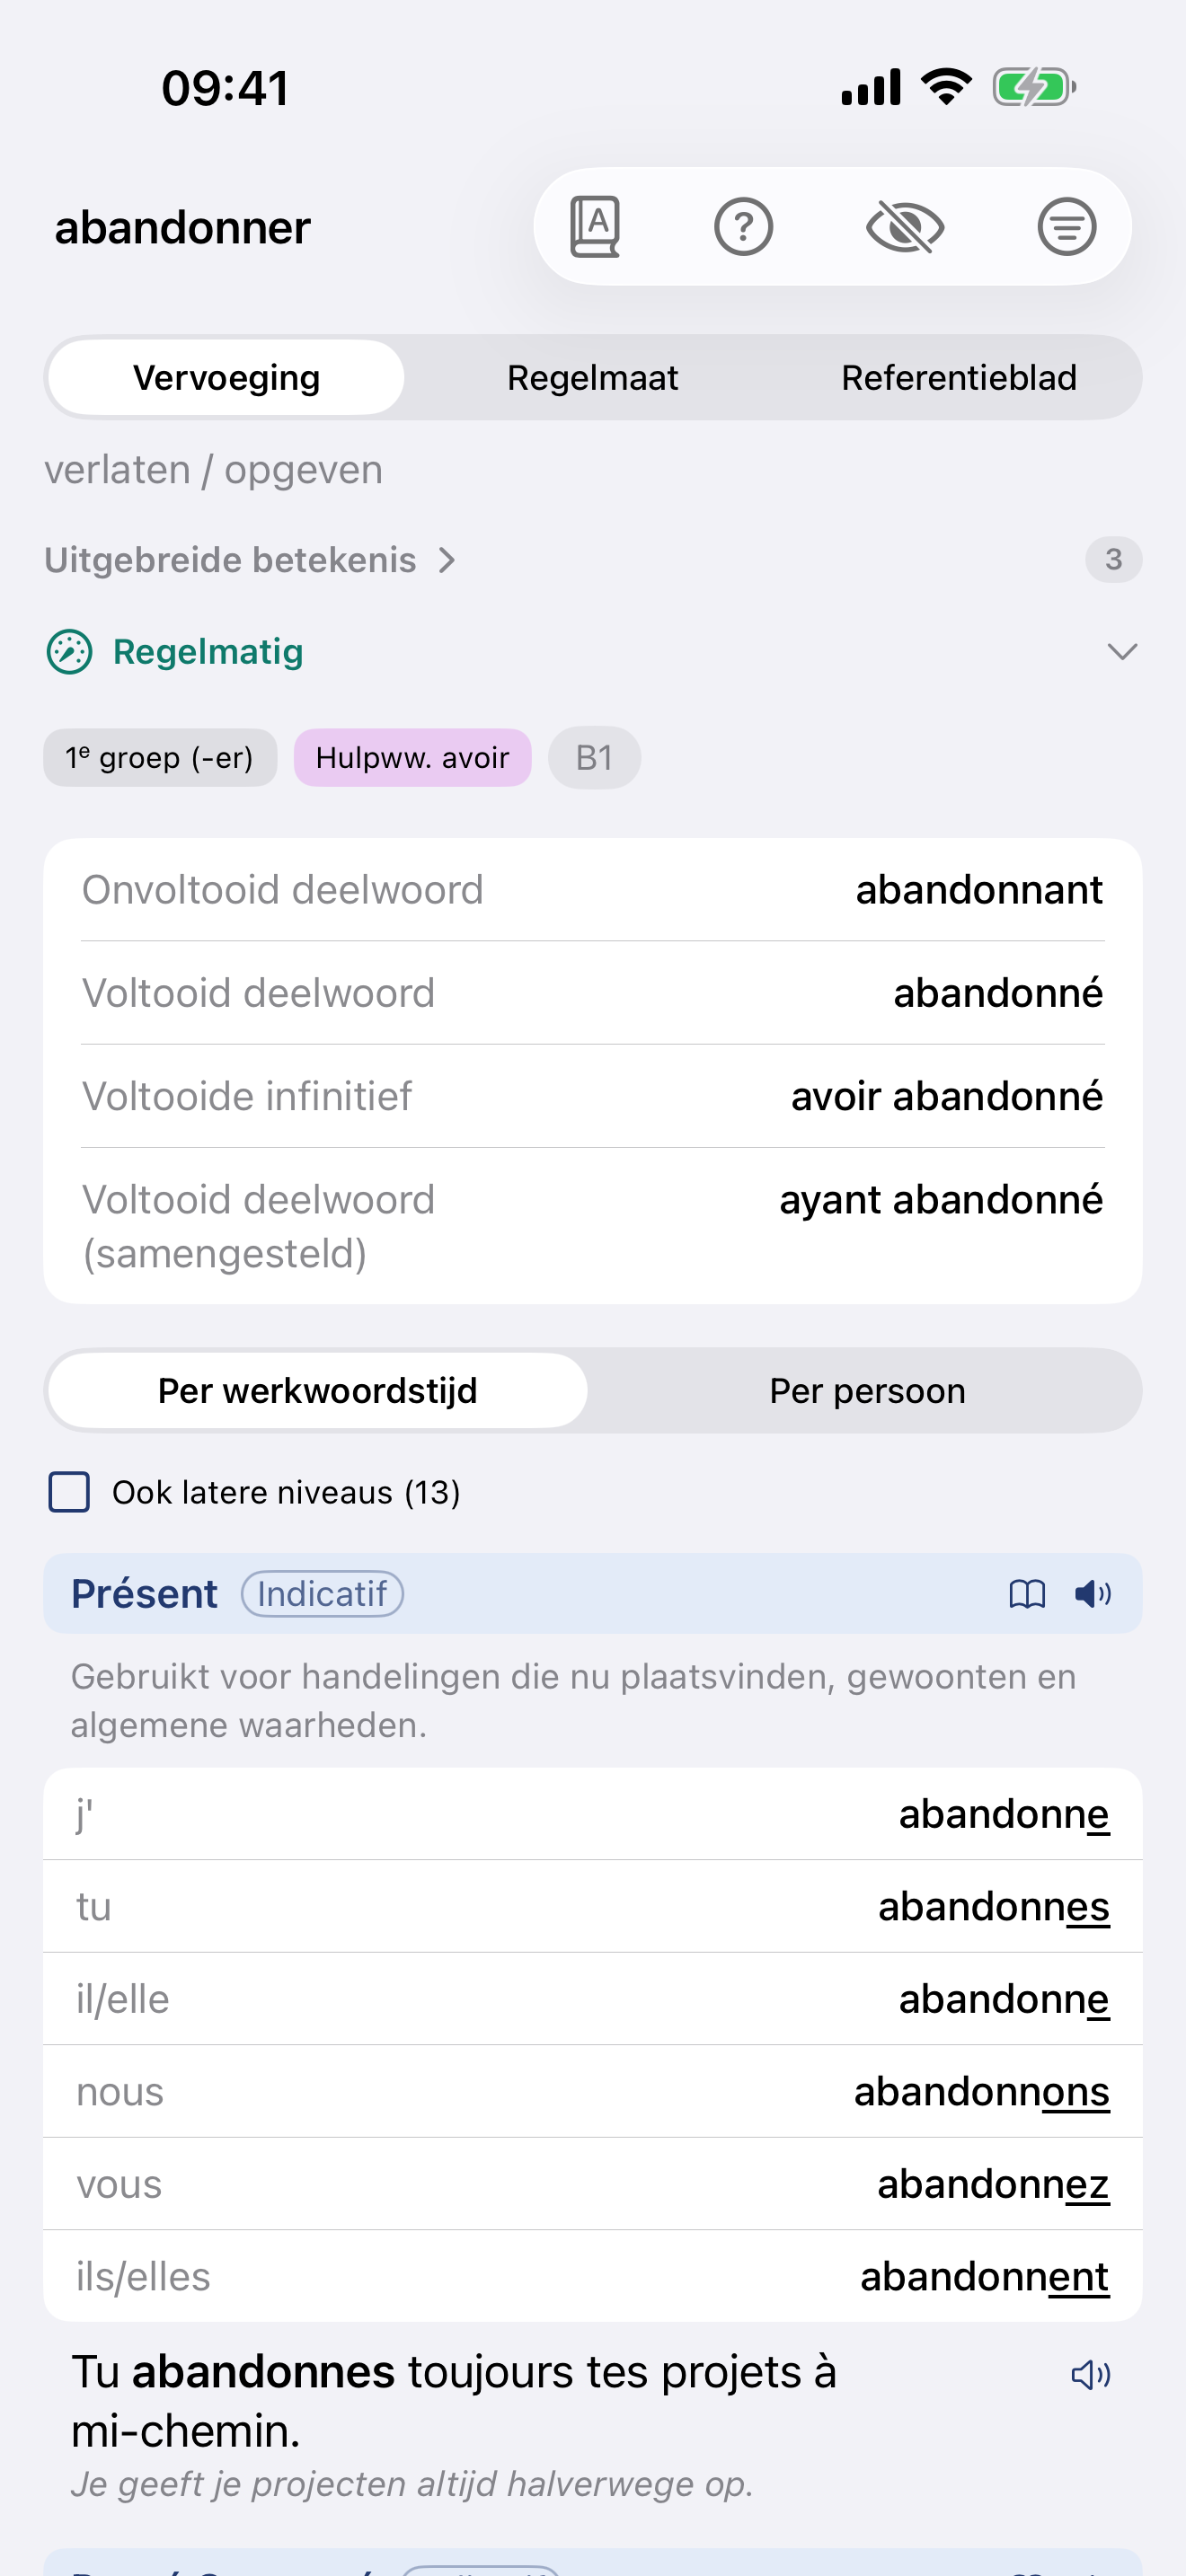 09:41
abandonner
Vervoeging Regelmaat Referentieblad
verlaten / opgeven
Uitgebreide betekenis 3
Regelmatig
1ᵉ groep (-er) Hulpww. avoir B1
Onvoltooid deelwoord abandonnant
Voltooid deelwoord abandonné
Voltooide infinitief avoir abandonné
Voltooid deelwoord ayant abandonné
(samengesteld)
Per werkwoordstijd Per persoon
Ook latere niveaus (13)
Présent Indicatif
Gebruikt voor handelingen die nu plaatsvinden, gewoonten en
algemene waarheden.
j' abandonne
tu abandonnes
il/elle abandonne
nous abandonnons
vous abandonnez
ils/elles abandonnent
Tu abandonnes toujours tes projets à
mi-chemin.
Je geeft je projecten altijd halverwege op.